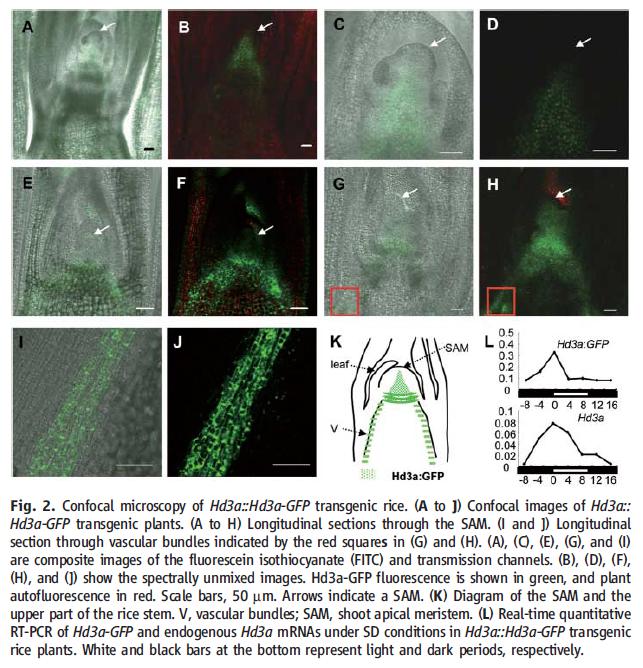 A
B
C
D
E
F
G
H
I
J
K
leaf
SAM
V
Hd3a:GFP
L
0.5
0.4
0.3
0.2
0.1
0
Hd3a:GFP
-8 -4 0 4 8 12 16
0.1
0.08
0.06
0.04
0.02
0
Hd3a
-8 -4 0 4 8 12 16
Fig. 2. Confocal microscopy of Hd3a::Hd3a-GFP transgenic rice. (A to J) Confocal images of Hd3a::
Hd3a-GFP transgenic plants. (A to H) Longitudinal sections through the SAM. (I and J) Longitudinal
section through vascular bundles indicated by the red squares in (G) and (H). (A), (C), (E), (G), and (I)
are composite images of the fluorescein isothiocyanate (FITC) and transmission channels. (B), (D), (F),
(H), and (J) show the spectrally unmixed images. Hd3a-GFP fluorescence is shown in green, and plant
autofluorescence in red. Scale bars, 50 μm. Arrows indicate a SAM. (K) Diagram of the SAM and the
upper part of the rice stem. V, vascular bundles; SAM, shoot apical meristem. (L) Real-time quantitative
RT-PCR of Hd3a-GFP and endogenous Hd3a mRNAs under SD conditions in Hd3a::Hd3a-GFP transgenic
rice plants. White and black bars at the bottom represent light and dark periods, respectively.